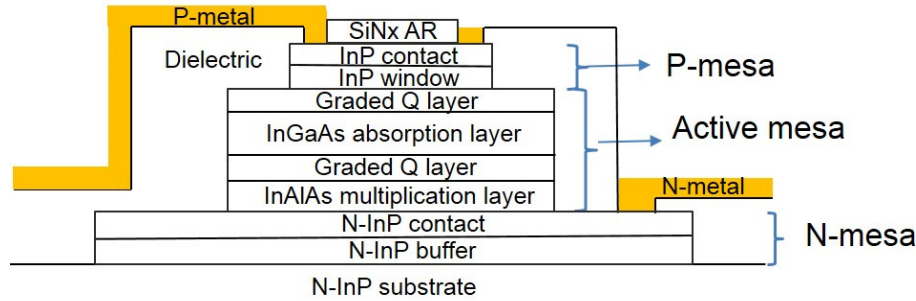 P-metal
SiNx AR
Dielectric
InP contact
InP window
P-mesa
Graded Q layer
InGaAs absorption layer
Active mesa
Graded Q layer
InAlAs multiplication layer
N-metal
N-InP contact
N-InP buffer
N-mesa
N-InP substrate